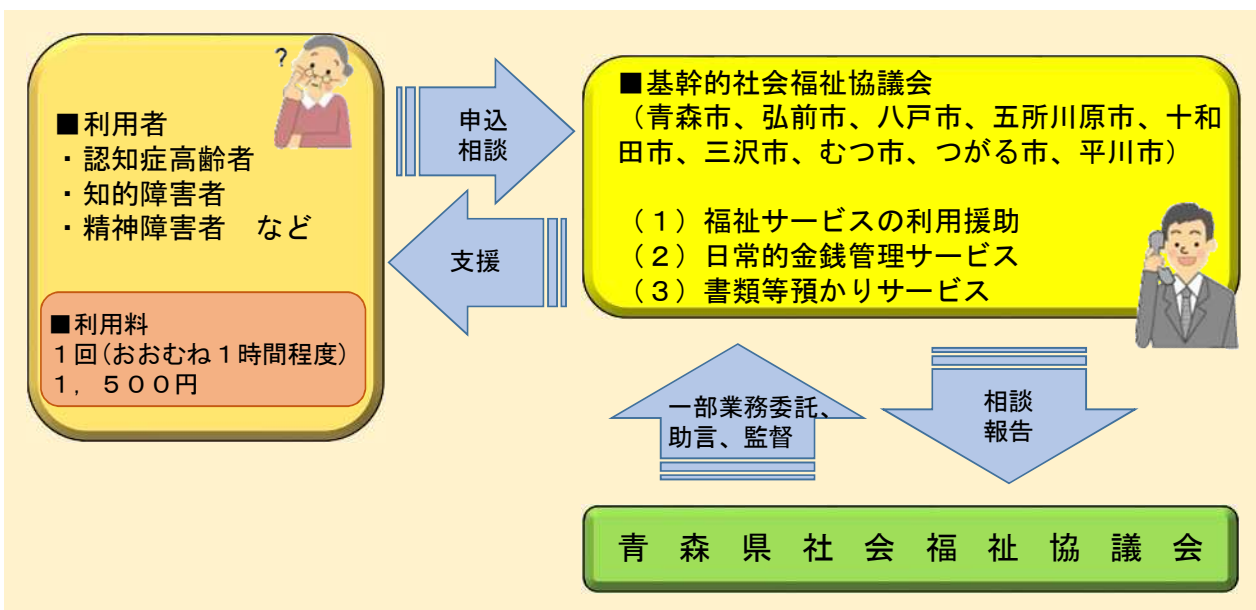 ?
■利用者
・認知症高齢者
・知的障害者
・精神障害者　など
■利用料
１回(おおむね１時間程度)
１，５００円
申込
相談
支援
■基幹的社会福祉協議会
（青森市、弘前市、八戸市、五所川原市、十和
田市、三沢市、むつ市、つがる市、平川市）
（１）福祉サービスの利用援助
（２）日常的金銭管理サービス
（３）書類等預かりサービス
一部業務委託、
助言、監督
相談
報告
青　森　県　社　会　福　祉　協　議　会